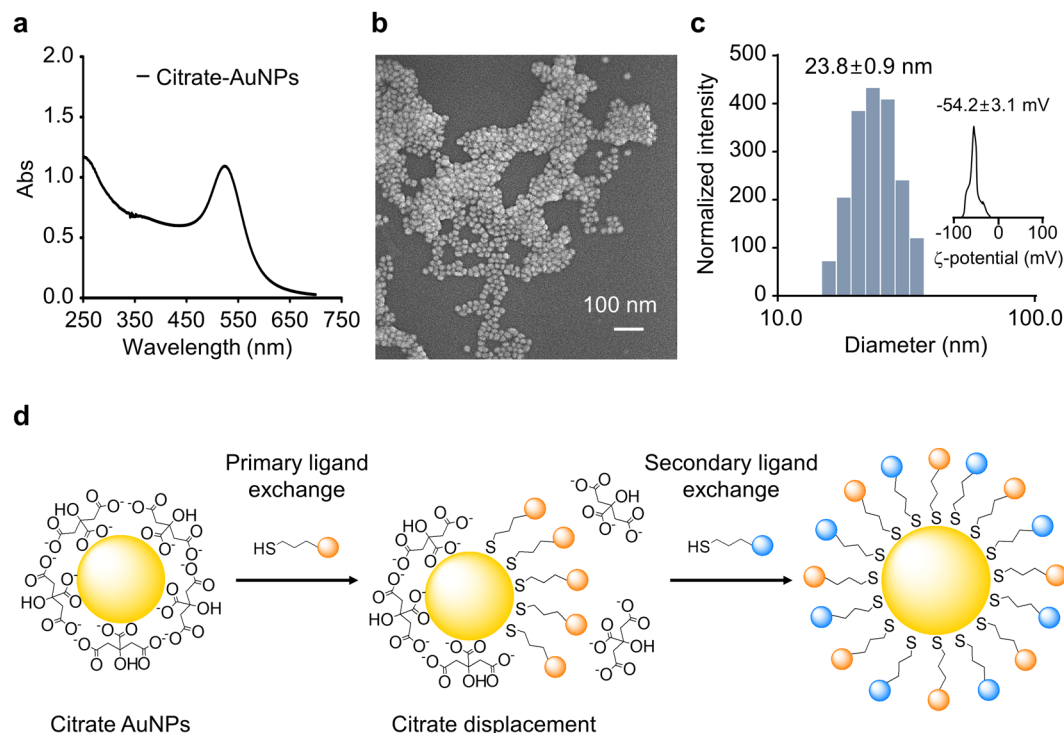 a
2.0
1.5
1.0
0.5
0.0
Abs
— Citrate-AuNPs
250 350 450 550 650 750
Wavelength (nm)
b
100 nm
c
500
400
300
200
100
0
Normalized intensity
23.8±0.9 nm
-54.2±3.1 mV
-100 0 100
ζ-potential (mV)
10.0 100.0
Diameter (nm)
d
Primary ligand
exchange
HS
Secondary ligand
exchange
HS
Citrate AuNPs
Citrate displacement